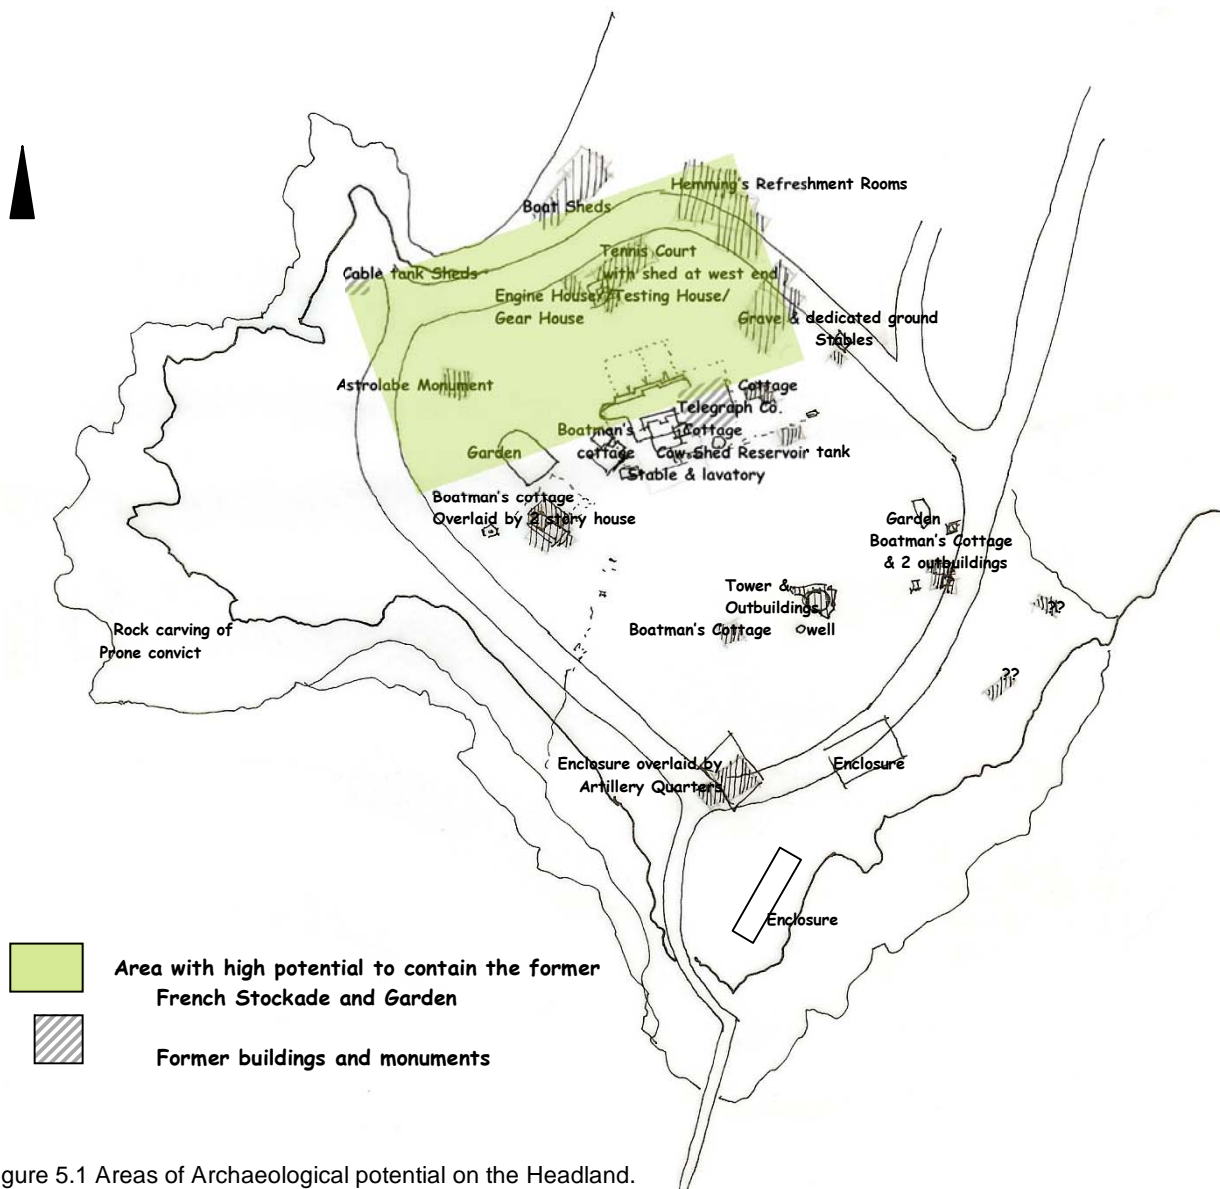 Hemming's Refreshment Rooms
Boat Sheds
Tennis Court
with shed at west end
Cable tank Sheds
Engine House/ Testing House/
Gear House
Grave & dedicated ground
Stables
Astrolabe Monument
Cottage
Telegraph Co.
Cottage
Boatman's
cottage
Cow Shed Reservoir tank
Stable & lavatory
Garden
Boatman's cottage
Overlaid by 2 story house
Garden
Boatman's Cottage
& 2 outbuildings
Tower &
Outbuildings
Boatman's Cottage
well
??
??
Rock carving of
Prone convict
Enclosure overlaid by
Artillery Quarters
Enclosure
Enclosure
Area with high potential to contain the former
French Stockade and Garden
Former buildings and monuments
gure 5.1 Areas of Archaeological potential on the Headland.